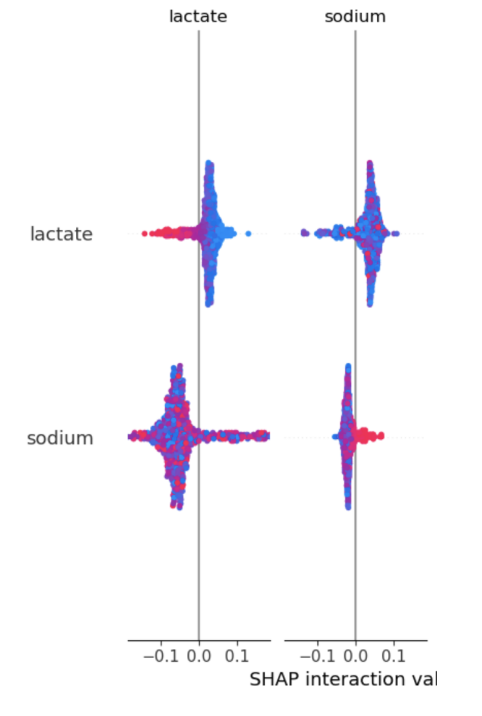 lactate sodium
lactate
sodium
−0.1 0.0 0.1 −0.1 0.0 0.1
SHAP interaction val